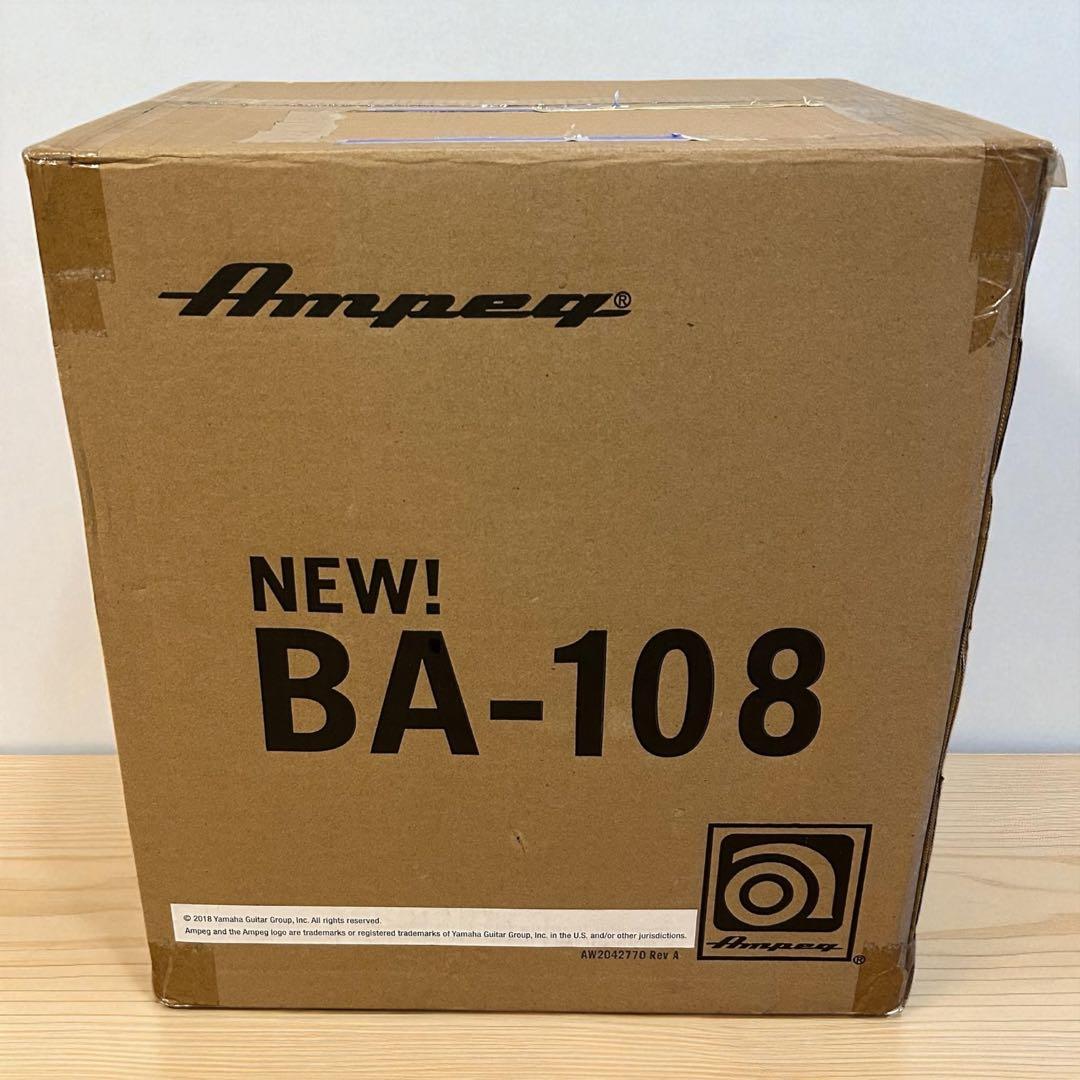 Ampeg®
NEW!
BA-108
© 2018 Yamaha Guitar Group, Inc. All rights reserved.
Ampeg and the Ampeg logo are trademarks or registered trademarks of Yamaha Guitar Group, Inc. in the U.S. and/or other jurisdictions.
AW2042770 Rev A
Ampeg®